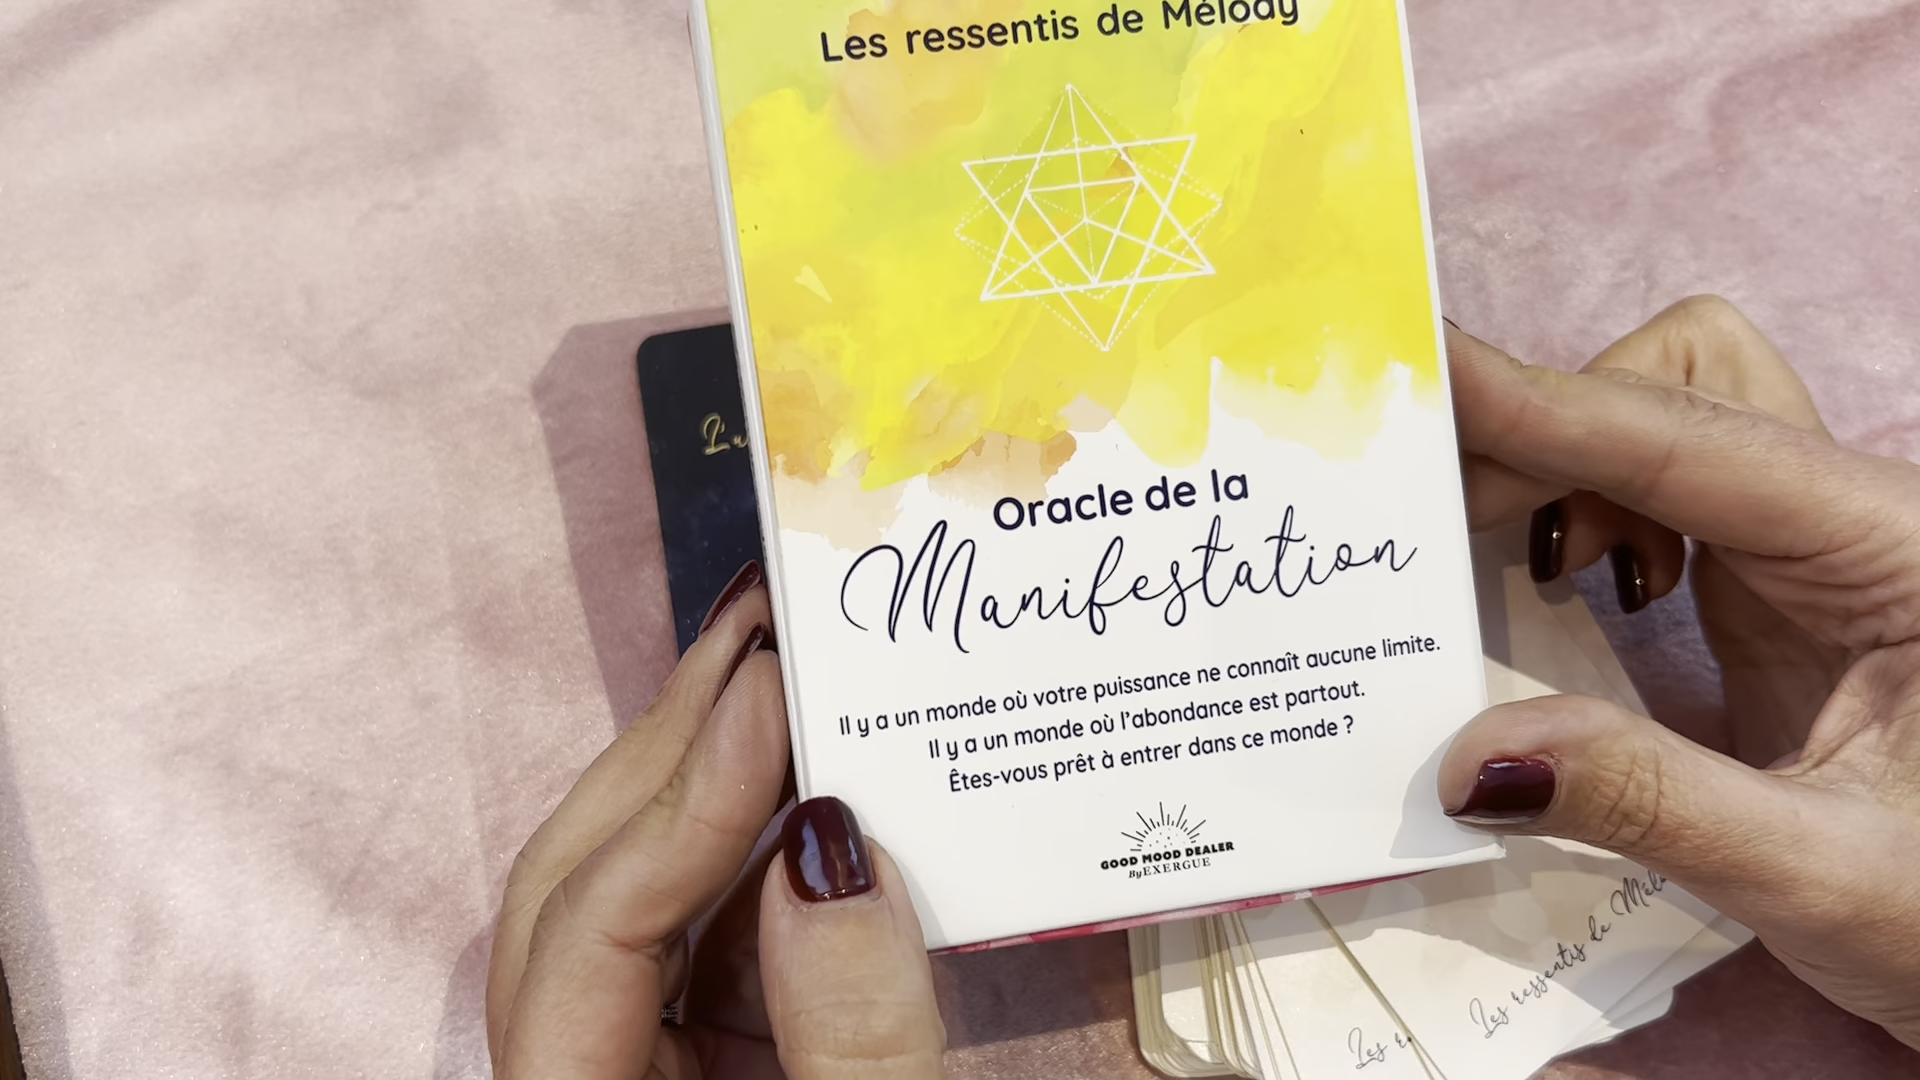 Les ressentis de Mélody
Oracle de la
Manifestation
Il y a un monde où votre puissance ne connaît aucune limite.
Il y a un monde où l'abondance est partout.
Êtes-vous prêt à entrer dans ce monde ?
GOOD MOOD DEALER
By EXERGUE
Les ressentis de
Les